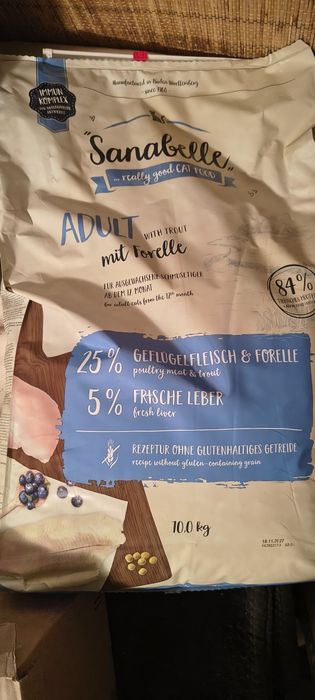 Manufactured in Baden-Württemberg
- since 1960
IMMUN
KOMPLEX
"Sanabelle"
... really good CAT FOOD
ADULT
WITH TROUT
mit Forelle
FÜR AUSGEWACHSENE SCHMUSETIGER
AB DEM 12. MONAT
for adult cats from the 12th month
84%
25% GEFLÜGELFLEISCH & FORELLE
poultry meat & trout
5% FRISCHE LEBER
fresh liver
REZEPTUR OHNE GLUTENHALTIGES GETREIDE
recipe without gluten-containing grain
10.0 kg